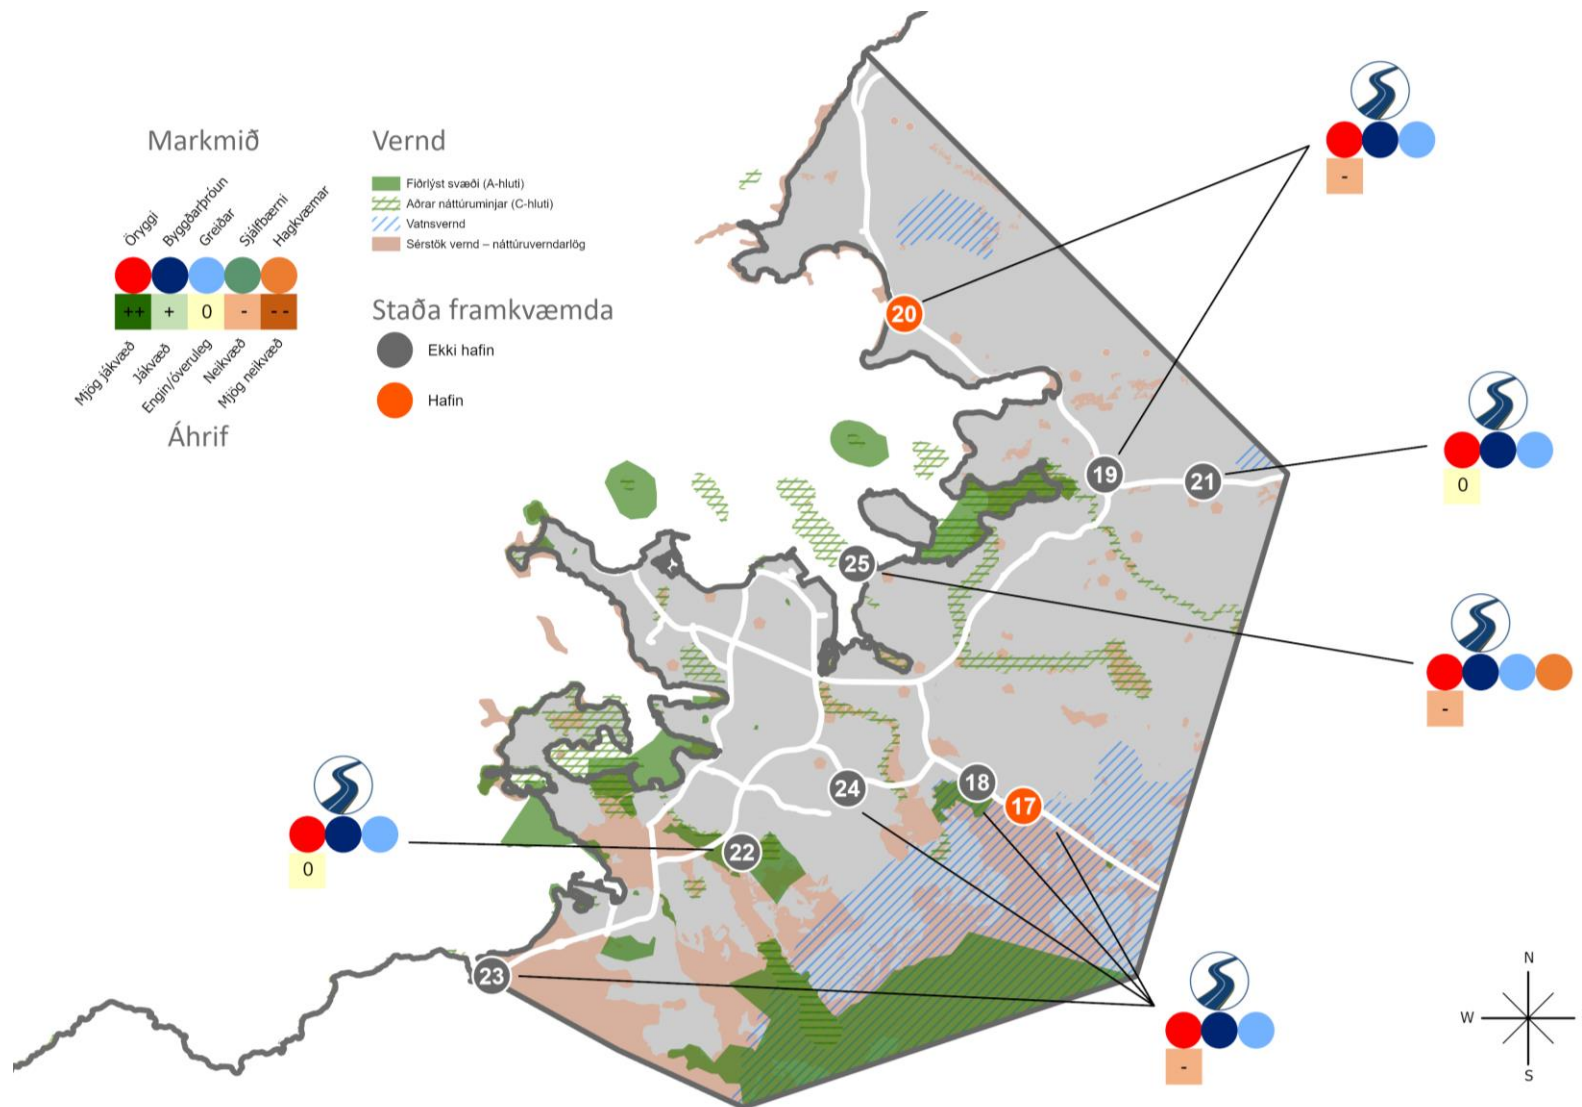 Markmið
Öryggi
Byggðarþróun
Greiðar
Sjálfbærni
Hagkvæmar
++
+
0
-
--
Mjög jákvæð
Jákvæð
Engin/óveruleg
Neikvæð
Mjög neikvæð
Áhrif
Vernd
Fiðrlýst svæði (A-hluti)
Aðrar náttúruminjar (C-hluti)
Vatnsvernd
Sérstök vernd – náttúruverndarlög
Staða framkvæmda
Ekki hafin
Hafin
-
20
19
21
0
25
-
18
17
24
22
0
23
-
N
W
E
S